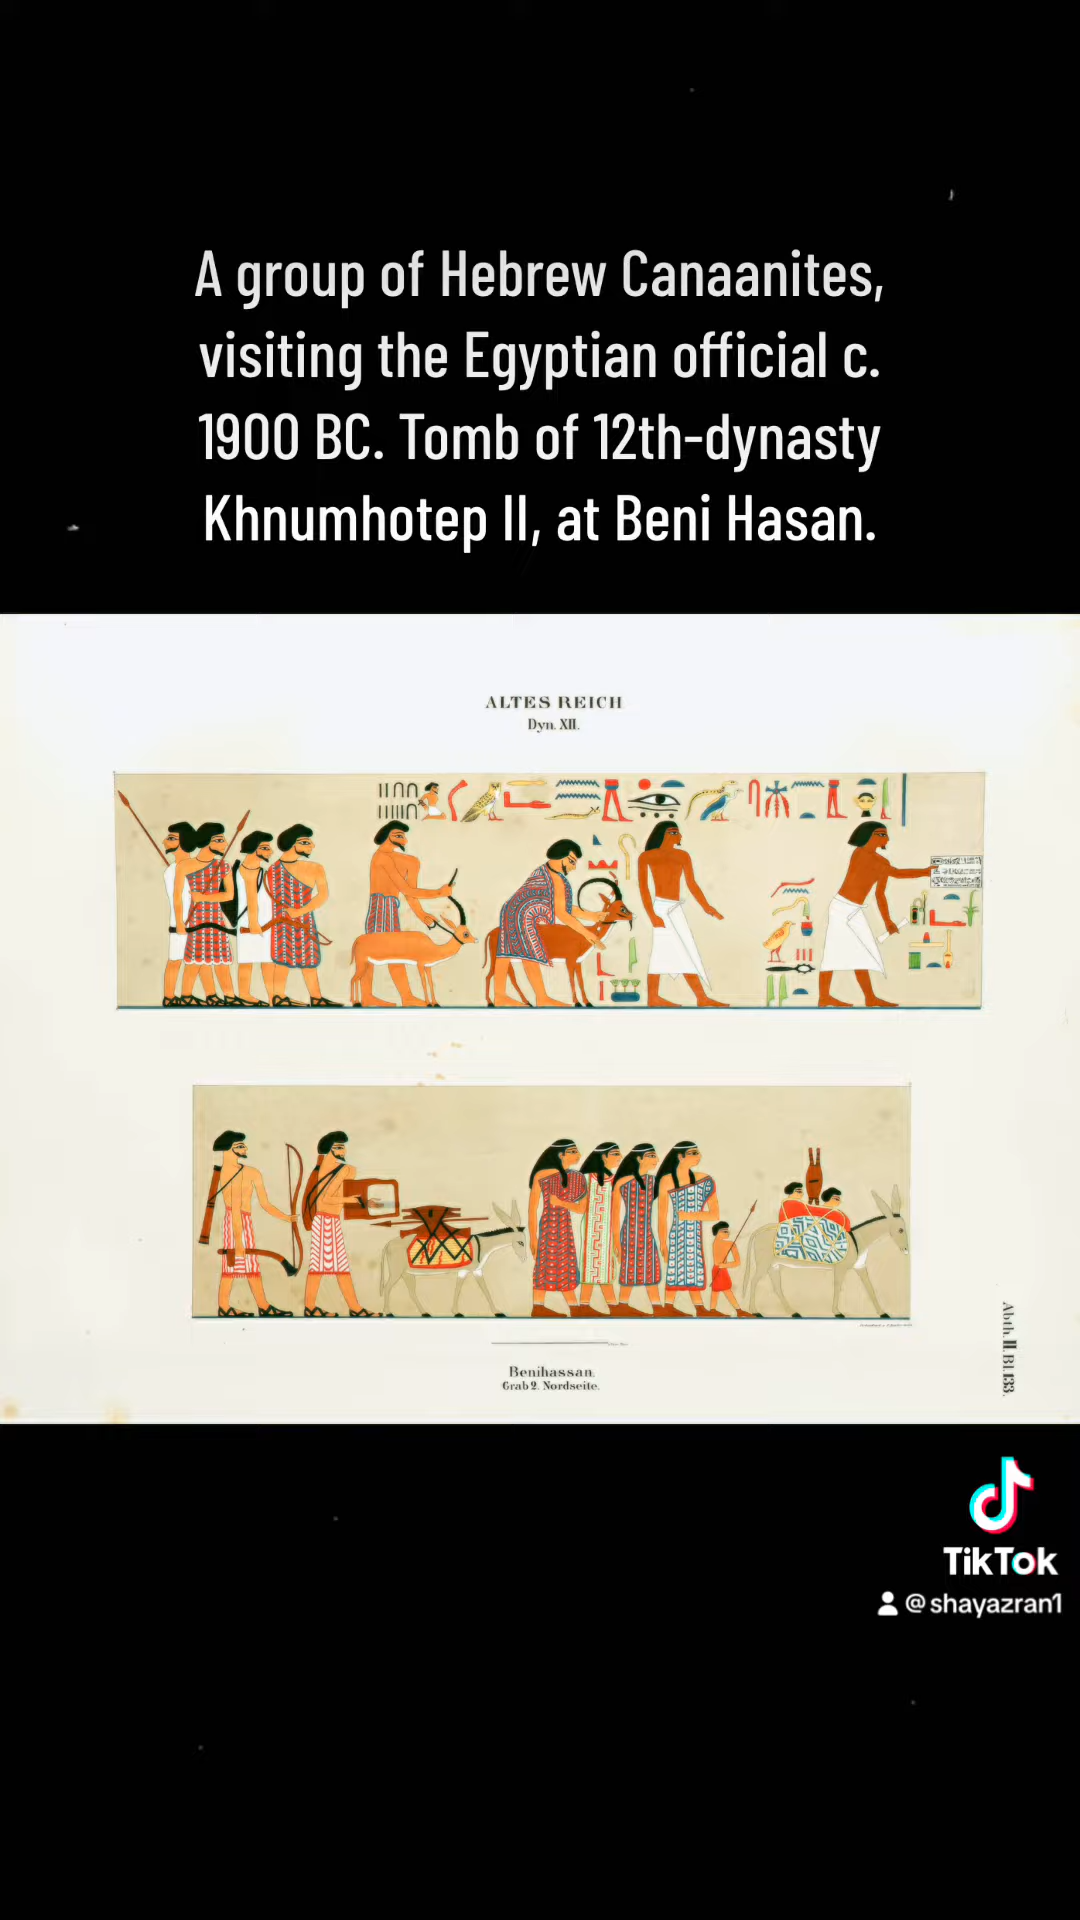 A group of Hebrew Canaanites,
visiting the Egyptian official c.
1900 BC. Tomb of 12th-dynasty
Khnumhotep II, at Beni Hasan.
ALTES REICH
Dyn. XII.
Benihassan.
Grab 2. Nordseite.
Abth. II. Bl. 133.
TikTok
@shayazran1